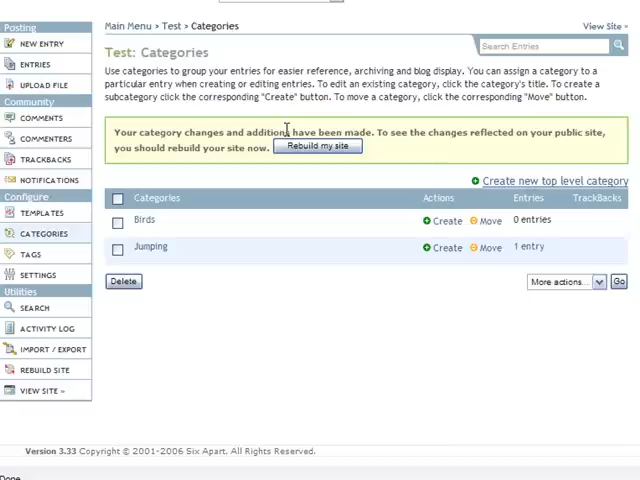 Posting
NEW ENTRY
ENTRIES
UPLOAD FILE
Community
COMMENTS
COMMENTERS
TRACKBACKS
NOTIFICATIONS
Configure
TEMPLATES
CATEGORIES
TAGS
SETTINGS
Utilities
SEARCH
ACTIVITY LOG
IMPORT / EXPORT
REBUILD SITE
VIEW SITE »
Main Menu > Test > Categories
View Site »
Test: Categories
Search Entries
Use categories to group your entries for easier reference, archiving and blog display. You can assign a category to a
particular entry when creating or editing entries. To edit an existing category, click the category's title. To create a
subcategory click the corresponding "Create" button. To move a category, click the corresponding "Move" button.
Your category changes and additions have been made. To see the changes reflected on your public site,
you should rebuild your site now. Rebuild my site
Create new top level category
Categories Actions Entries TrackBacks
Birds Create Move 0 entries
Jumping Create Move 1 entry
Delete More actions... Go
Version 3.33 Copyright © 2001-2006 Six Apart. All Rights Reserved.
Done